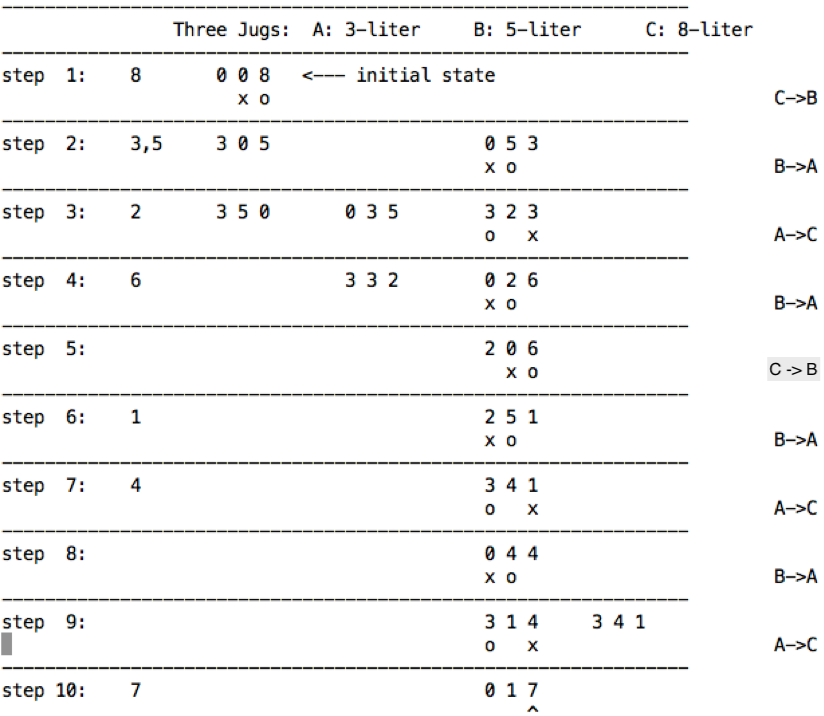 Three Jugs: A: 3-liter B: 5-liter C: 8-liter
step 1: 8 0 0 8 <--- initial state
x o C->B
step 2: 3,5 3 0 5 0 5 3
x o B->A
step 3: 2 3 5 0 0 3 5 3 2 3
o x A->C
step 4: 6 3 3 2 0 2 6
x o B->A
step 5: 2 0 6
x o C -> B
step 6: 1 2 5 1
x o B->A
step 7: 4 3 4 1
o x A->C
step 8: 0 4 4
x o B->A
step 9: 3 1 4 3 4 1
o x A->C
step 10: 7 0 1 7
^